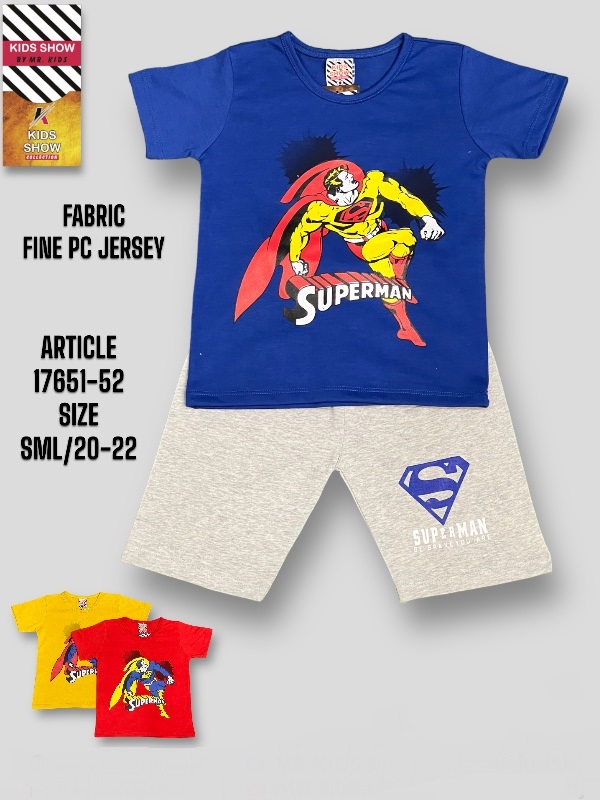 KIDS SHOW
BY MR. KIDS
KIDS
SHOW
COLLECTION
FABRIC
FINE PC JERSEY
ARTICLE
17651-52
SIZE
SML/20-22
SUPERMAN
S
SUPERMAN
SUPERMAN